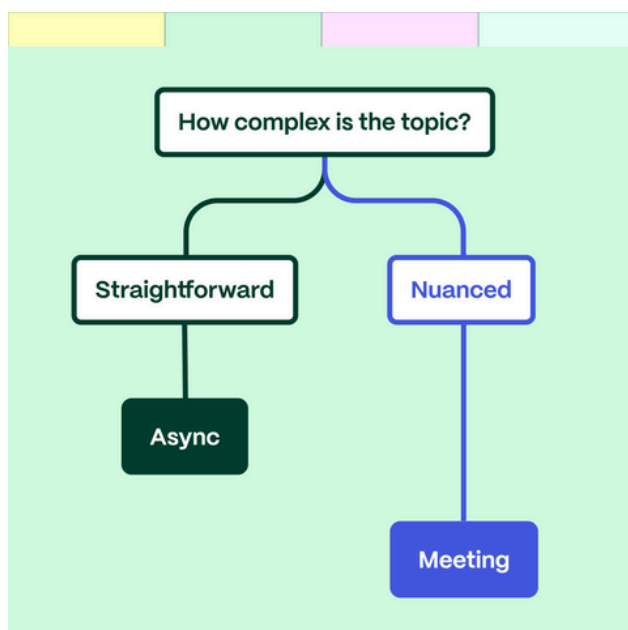 How complex is the topic?
Straightforward
Nuanced
Async
Meeting